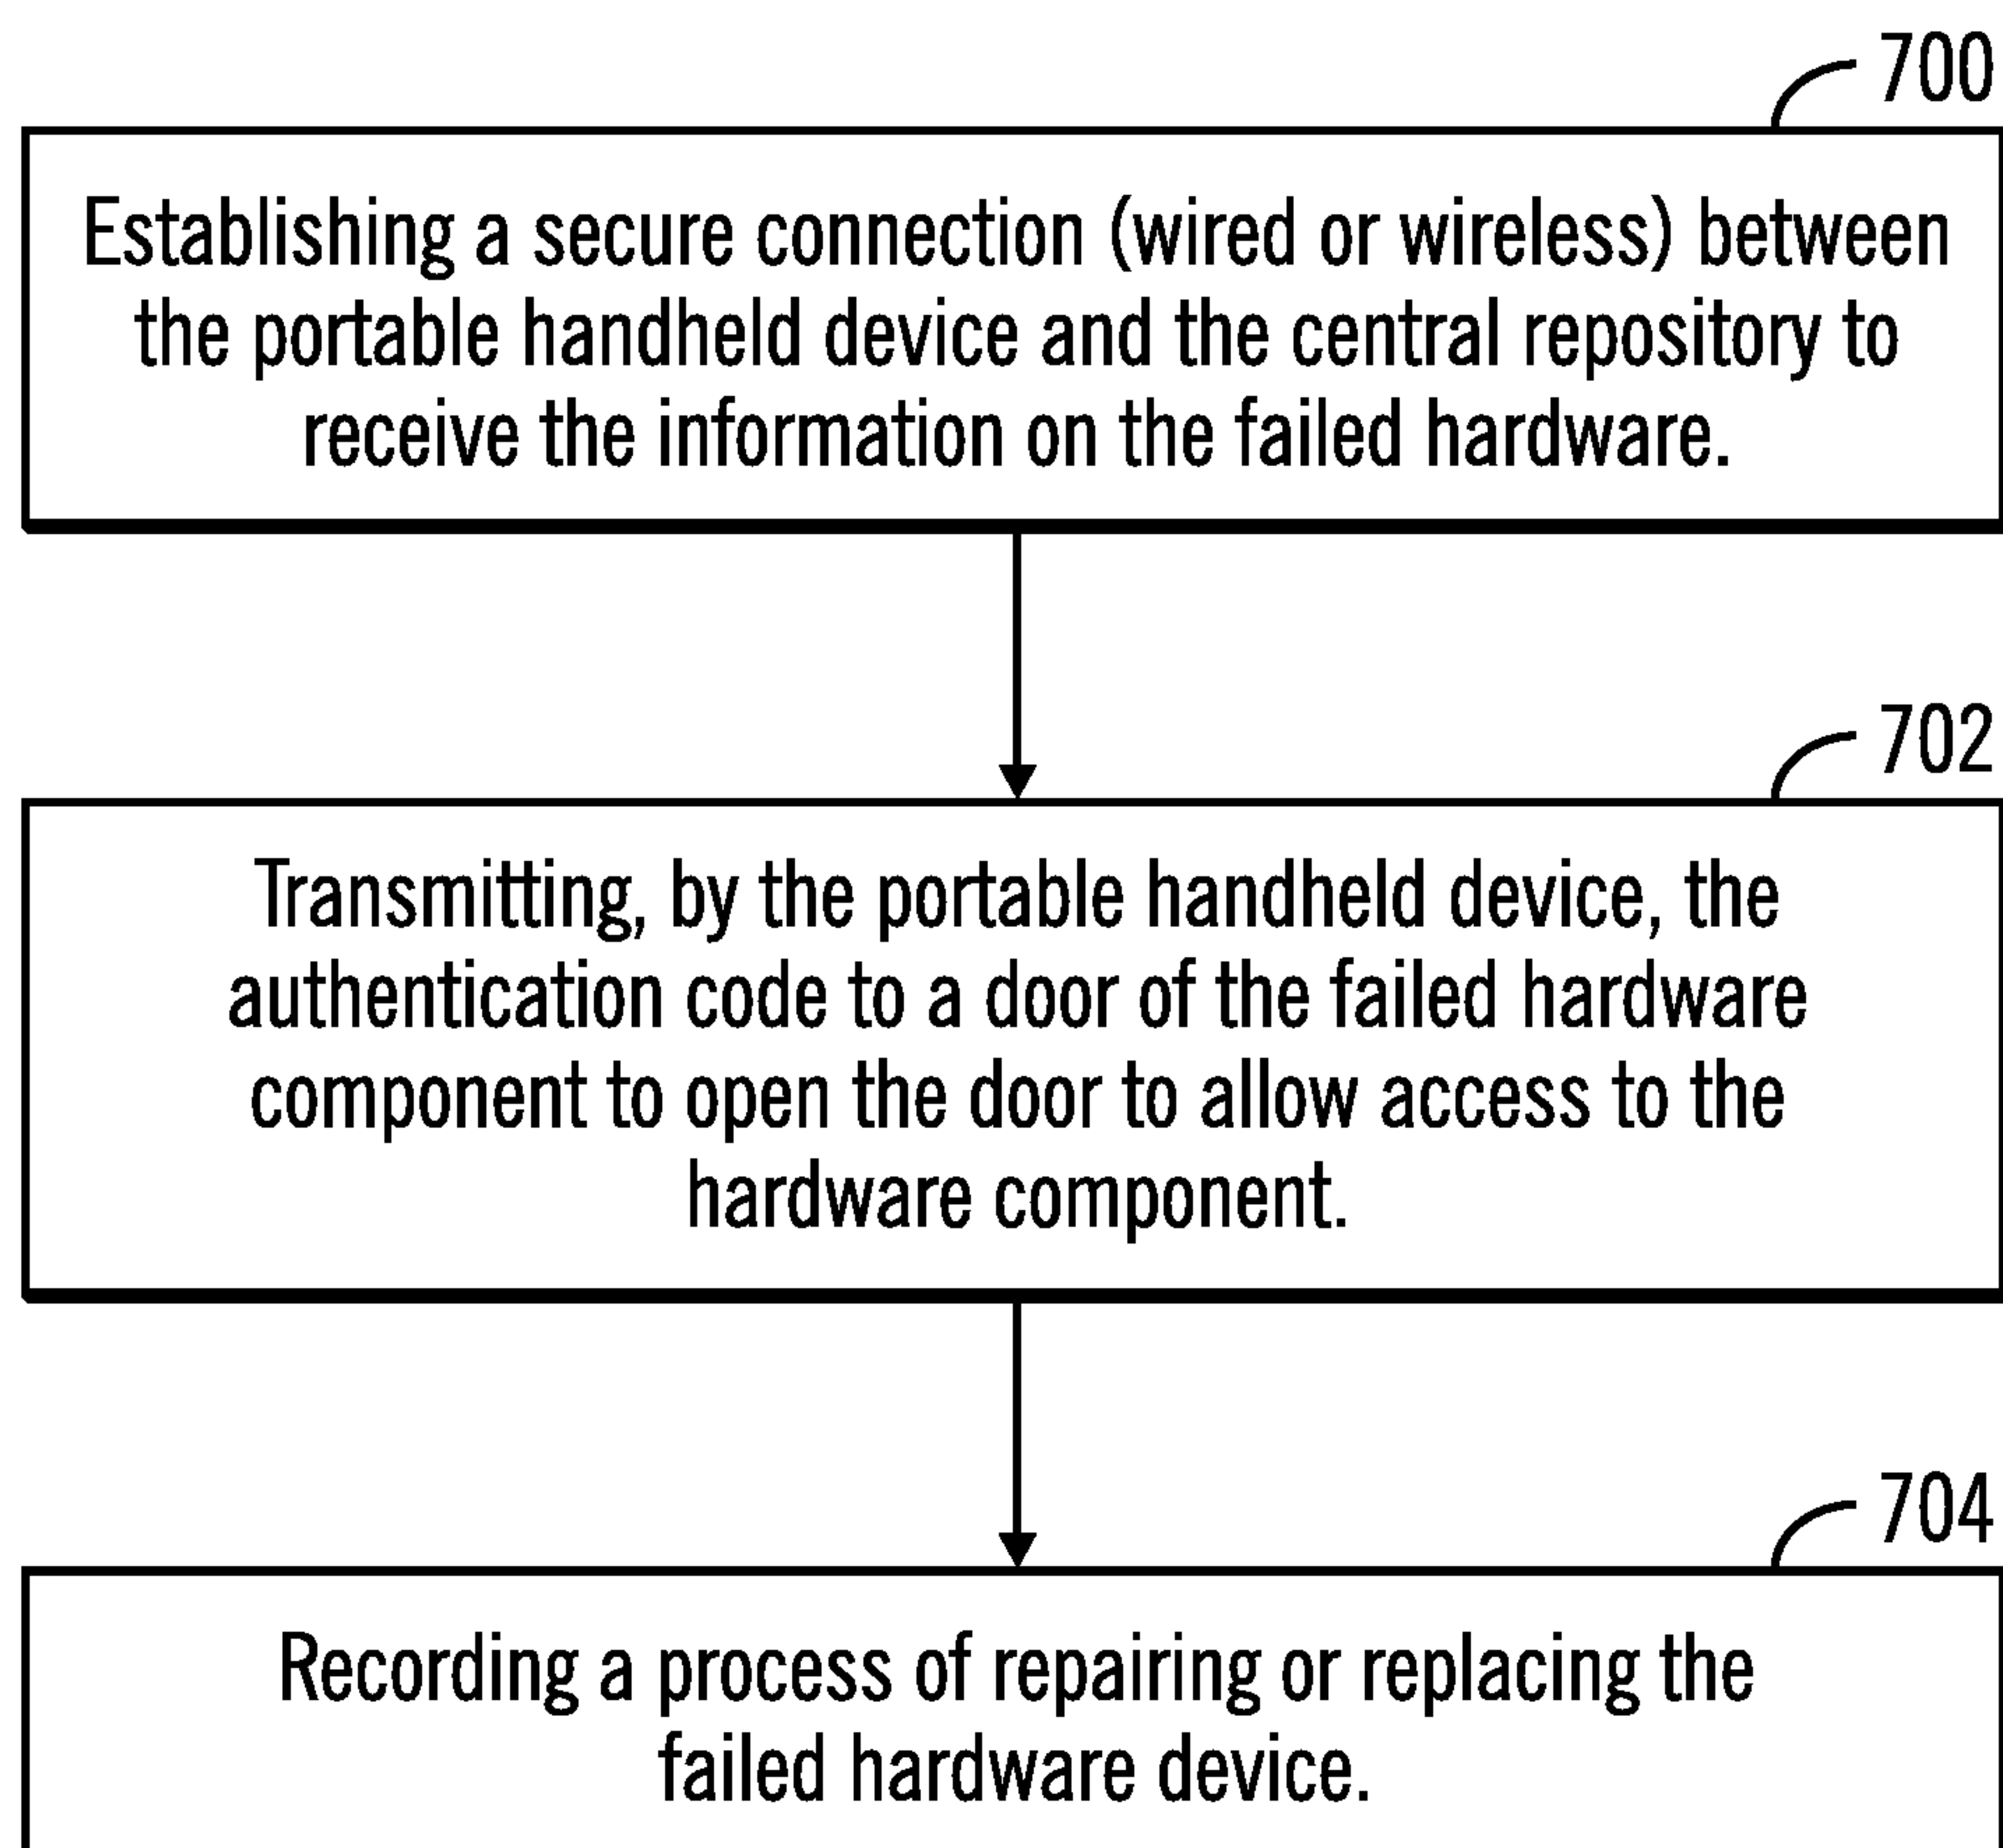 700
Establishing a secure connection (wired or wireless) between
the portable handheld device and the central repository to
receive the information on the failed hardware.
702
Transmitting, by the portable handheld device, the
authentication code to a door of the failed hardware
component to open the door to allow access to the
hardware component.
704
Recording a process of repairing or replacing the
failed hardware device.